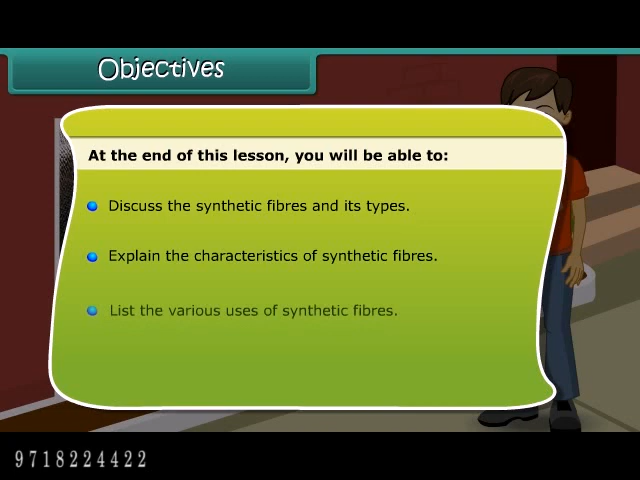 Objectives
At the end of this lesson, you will be able to:
Discuss the synthetic fibres and its types.
Explain the characteristics of synthetic fibres.
List the various uses of synthetic fibres.
9718224422